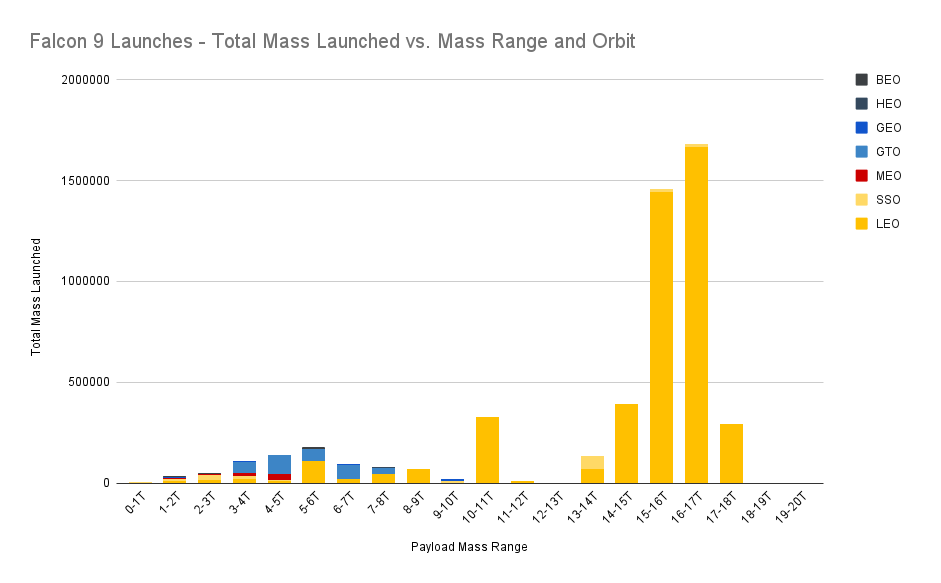 Falcon 9 Launches - Total Mass Launched vs. Mass Range and Orbit
Total Mass Launched
2000000
1500000
1000000
500000
0
BEO
HEO
GEO
GTO
MEO
SSO
LEO
0-1T
1-2T
2-3T
3-4T
4-5T
5-6T
6-7T
7-8T
8-9T
9-10T
10-11T
11-12T
12-13T
13-14T
14-15T
15-16T
16-17T
17-18T
18-19T
19-20T
Payload Mass Range